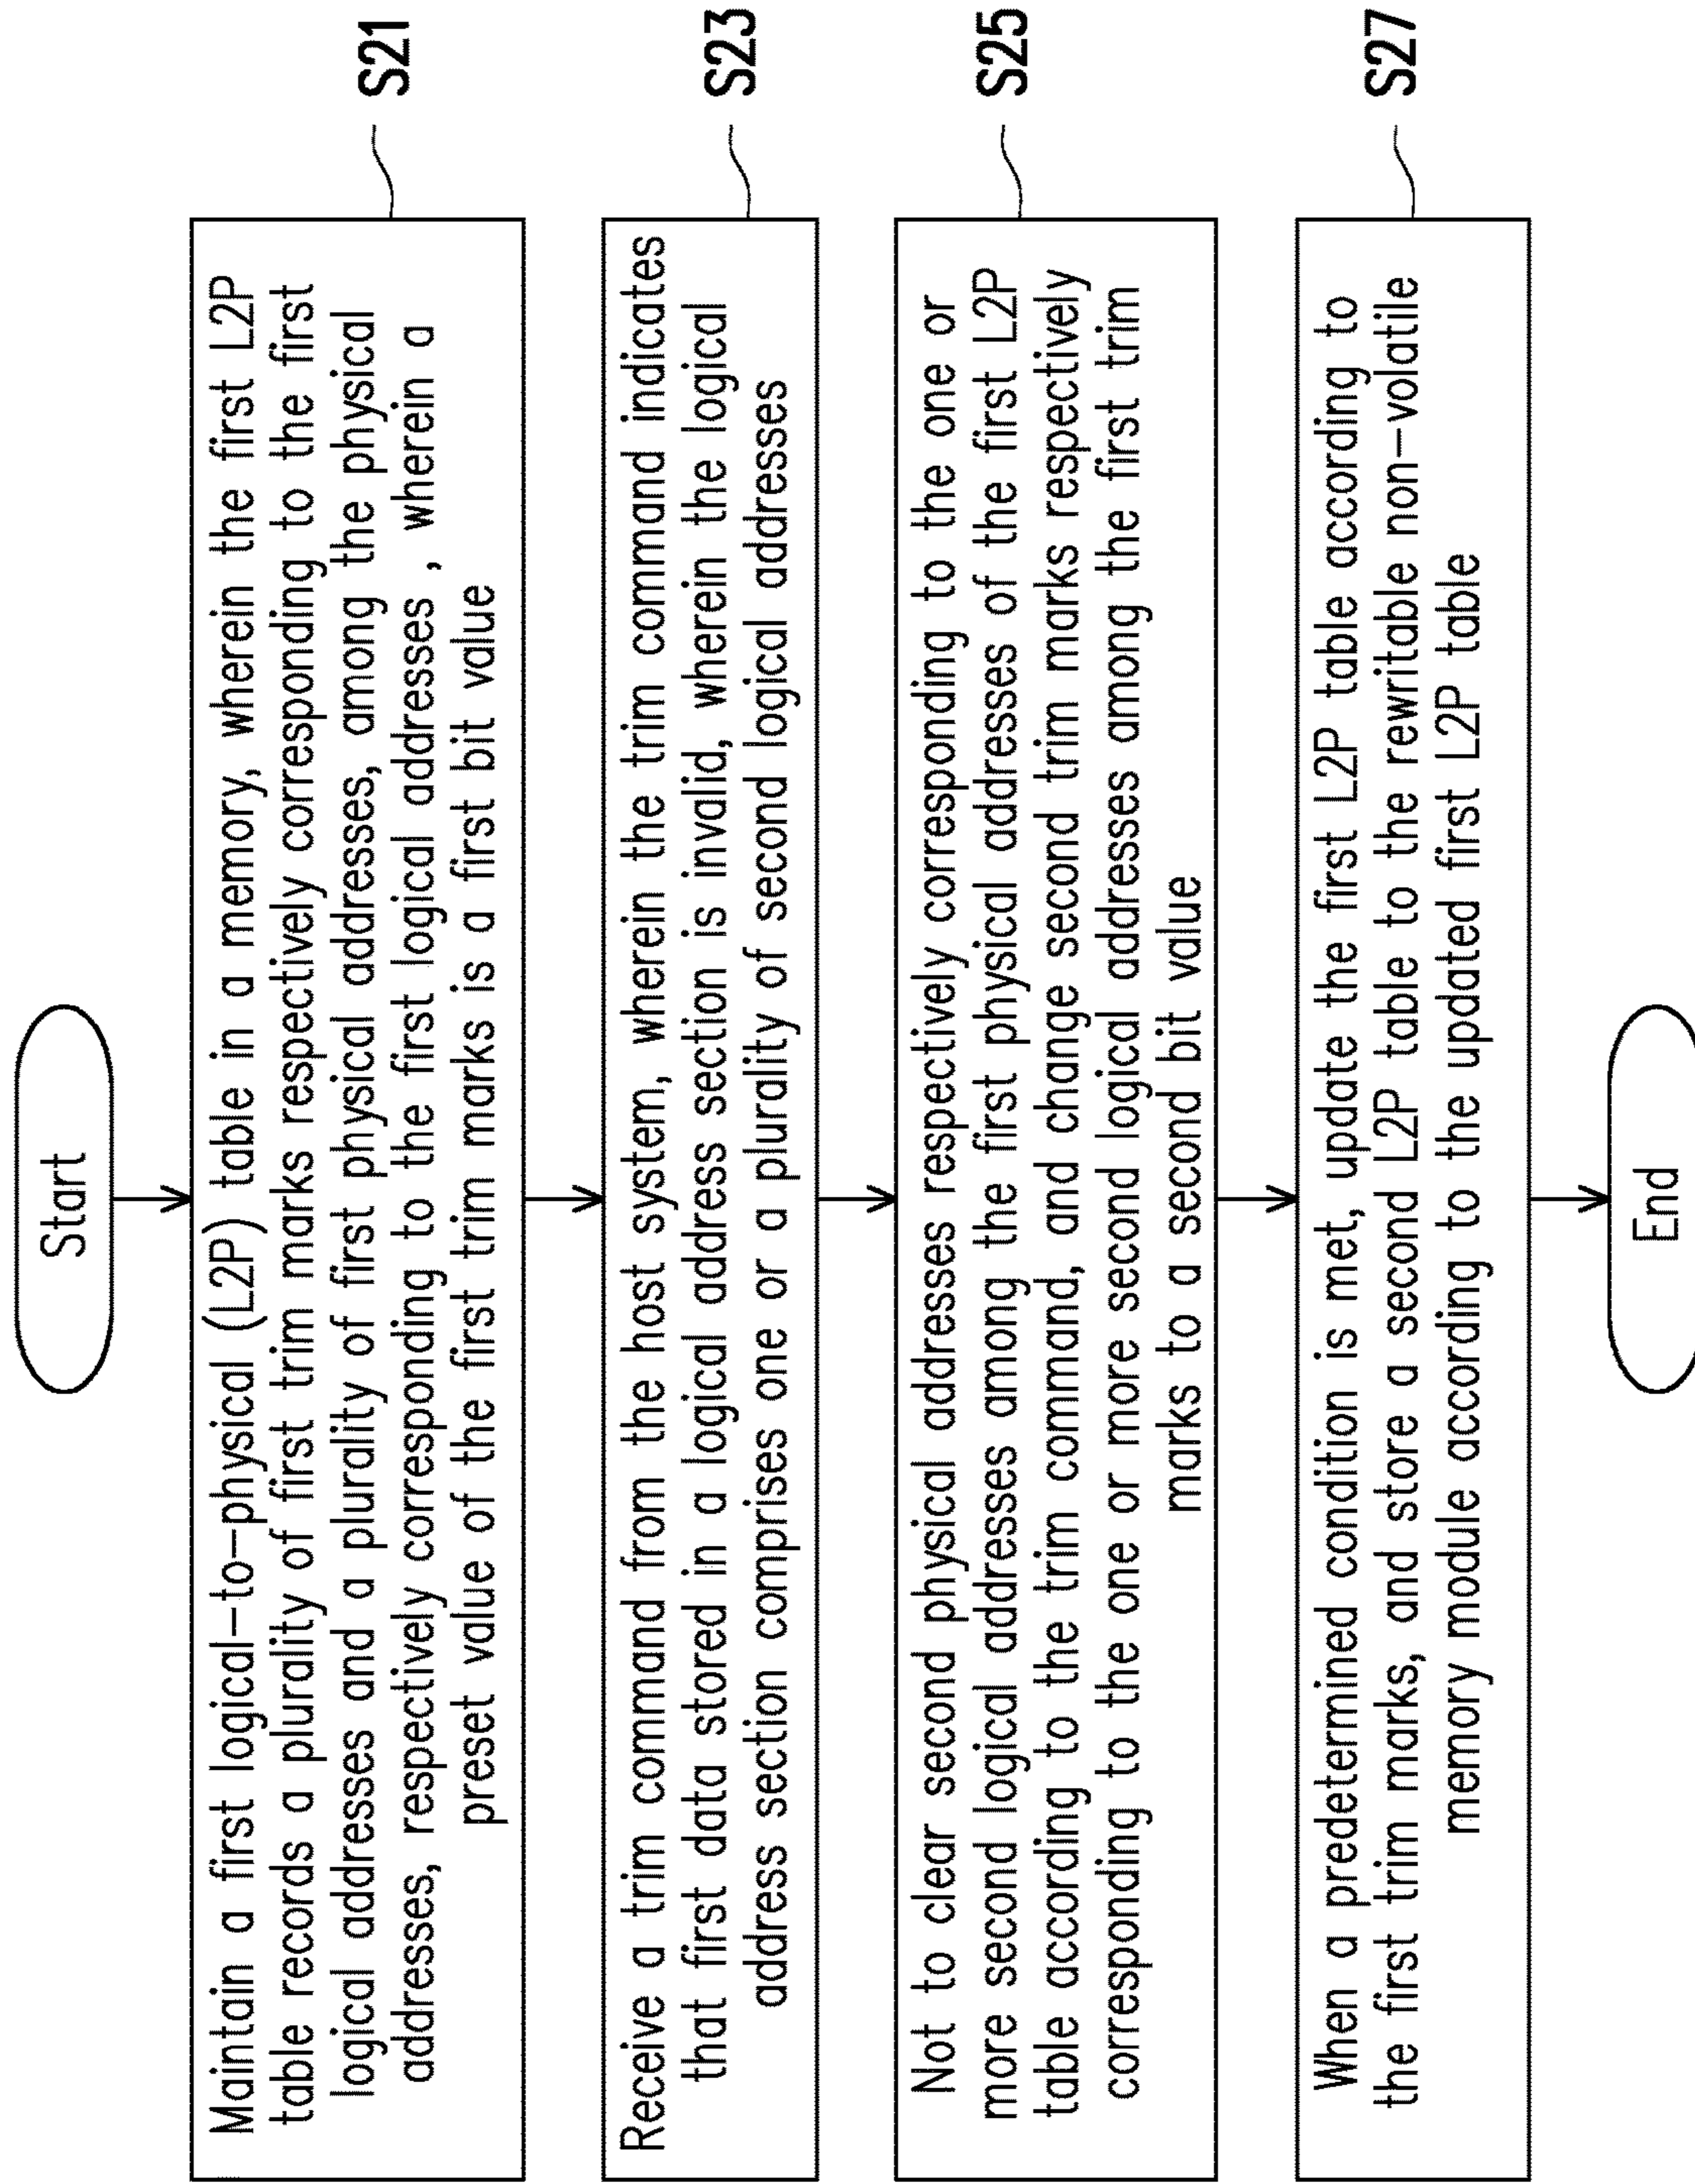 Start
Maintain a first logical-to-physical (L2P) table in a memory, wherein the first L2P
table records a plurality of first trim marks respectively corresponding to the first
logical addresses and a plurality of first physical addresses, among the physical
addresses, respectively corresponding to the first logical addresses , wherein a
preset value of the first trim marks is a first bit value
S21
Receive a trim command from the host system, wherein the trim command indicates
that first data stored in a logical address section is invalid, wherein the logical
address section comprises one or a plurality of second logical addresses
S23
Not to clear second physical addresses respectively corresponding to the one or
more second logical addresses among the first physical addresses of the first L2P
table according to the trim command, and change second trim marks respectively
corresponding to the one or more second logical addresses among the first trim
marks to a second bit value
S25
When a predetermined condition is met, update the first L2P table according to
the first trim marks, and store a second L2P table to the rewritable non-volatile
memory module according to the updated first L2P table
S27
End